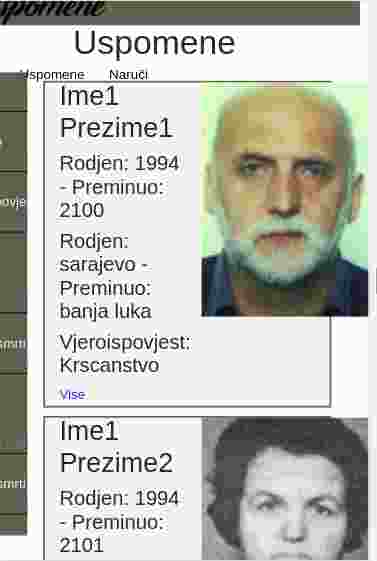 spomene
Uspomene
Uspomene Naruči
Ime1
Prezime1
Rodjen: 1994
- Preminuo:
2100
Rodjen:
sarajevo -
Preminuo:
banja luka
Vjeroispovjest:
Krscanstvo
Vise
ovje
smrti
smrti
Ime1
Prezime2
Rodjen: 1994
- Preminuo:
2101